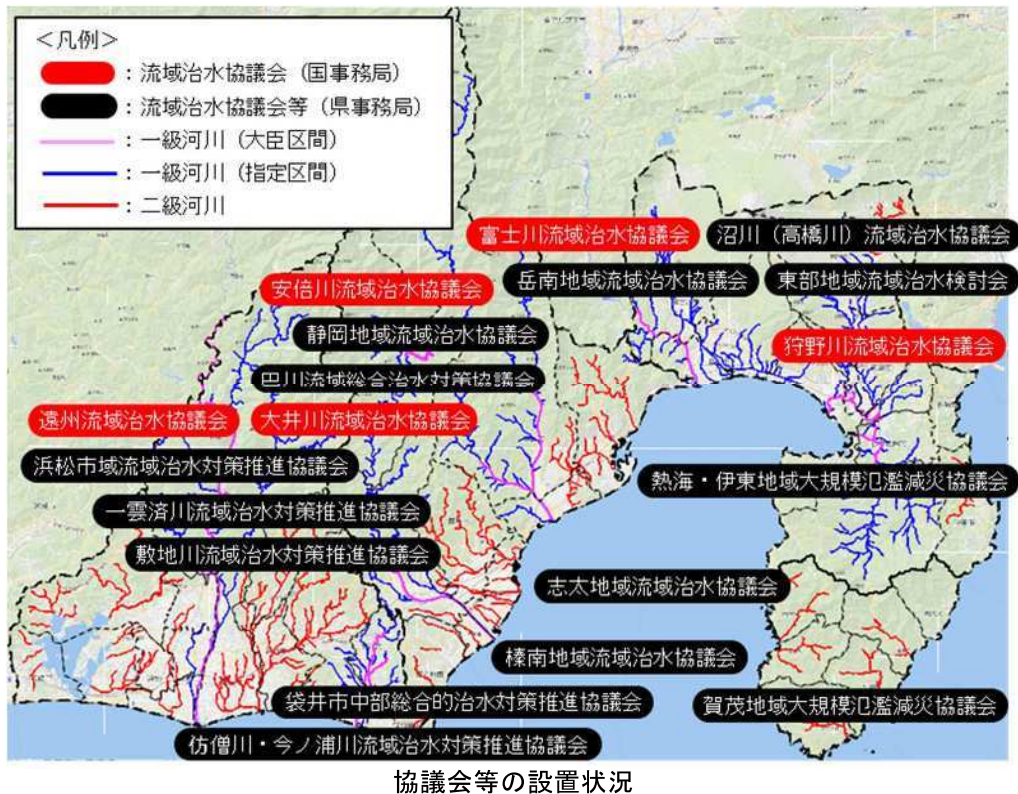 <凡例>
：流域治水協議会（国事務局）
：流域治水協議会等（県事務局）
：一級河川（大臣区間）
：一級河川（指定区間）
：二級河川
富士川流域治水協議会
沼川（高橋川）流域治水協議会
岳南地域流域治水協議会
東部地域流域治水検討会
安倍川流域治水協議会
静岡地域流域治水協議会
狩野川流域治水協議会
巴川流域総合治水対策協議会
遠州流域治水協議会
大井川流域治水協議会
浜松市域流域治水対策推進協議会
熱海・伊東地域大規模氾濫減災協議会
一雲済川流域治水対策推進協議会
敷地川流域治水対策推進協議会
志太地域流域治水協議会
榛南地域流域治水協議会
袋井市中部総合的治水対策推進協議会
賀茂地域大規模氾濫減災協議会
仿僧川・今ノ浦川流域治水対策推進協議会
協議会等の設置状況